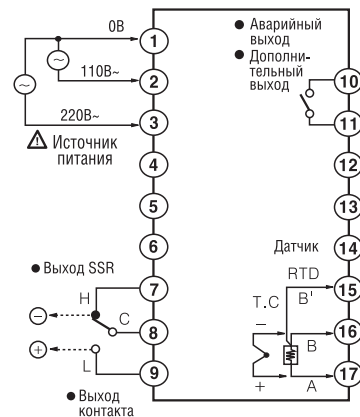 0В
● Аварийный
выход
● Дополни-
тельный
выход
1
110В~
2
10
220В~
3
11
Источник
питания
4
12
5
13
6
Датчик
14
● Выход SSR
RTD
H
7
T.C
B'
15
C
8
B
16
L
9
A
17
● Выход
контакта